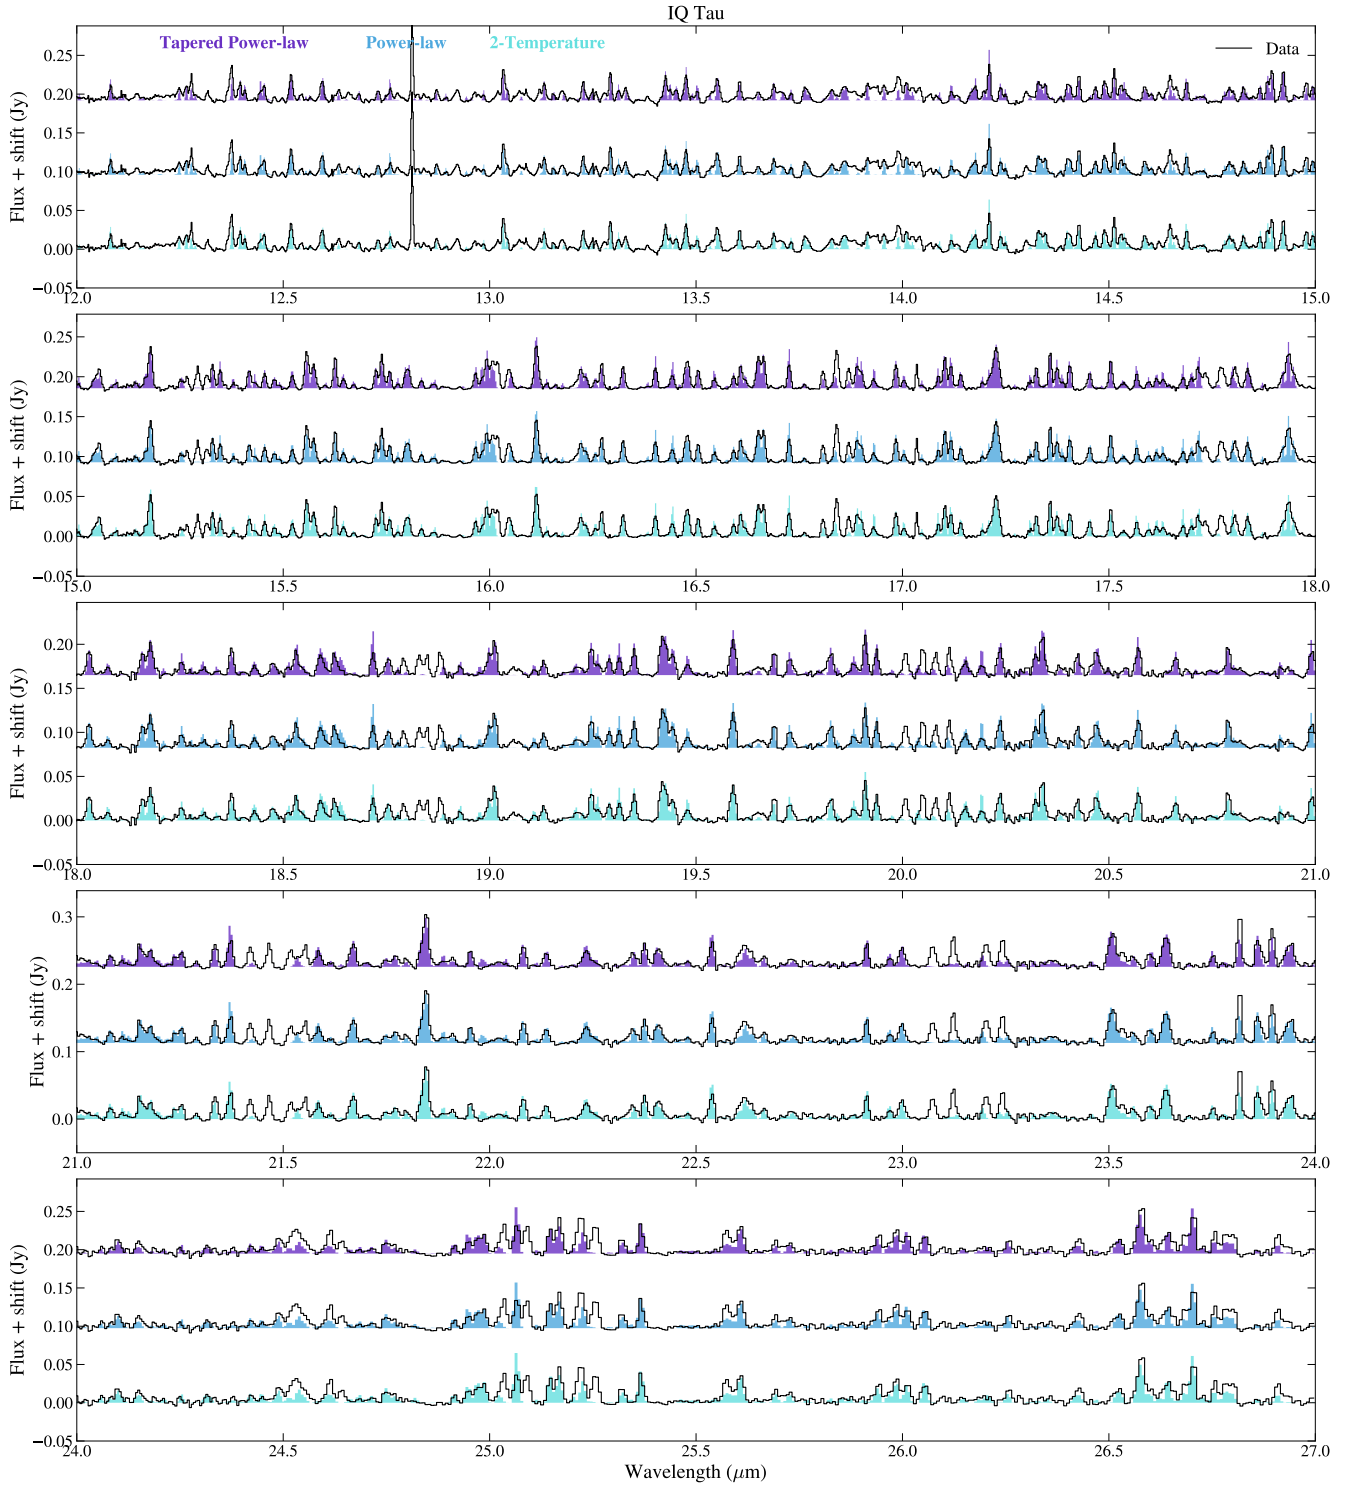 IQ Tau
Tapered Power-law Power-law 2-Temperature Data
Flux + shift (Jy)
0.25
0.20
0.15
0.10
0.05
0.00
−0.05
12.0 12.5 13.0 13.5 14.0 14.5 15.0
Flux + shift (Jy)
0.25
0.20
0.15
0.10
0.05
0.00
−0.05
15.0 15.5 16.0 16.5 17.0 17.5 18.0
Flux + shift (Jy)
0.20
0.15
0.10
0.05
0.00
−0.05
18.0 18.5 19.0 19.5 20.0 20.5 21.0
Flux + shift (Jy)
0.3
0.2
0.1
0.0
21.0 21.5 22.0 22.5 23.0 23.5 24.0
Flux + shift (Jy)
0.25
0.20
0.15
0.10
0.05
0.00
−0.05
24.0 24.5 25.0 25.5 26.0 26.5 27.0
Wavelength (μm)